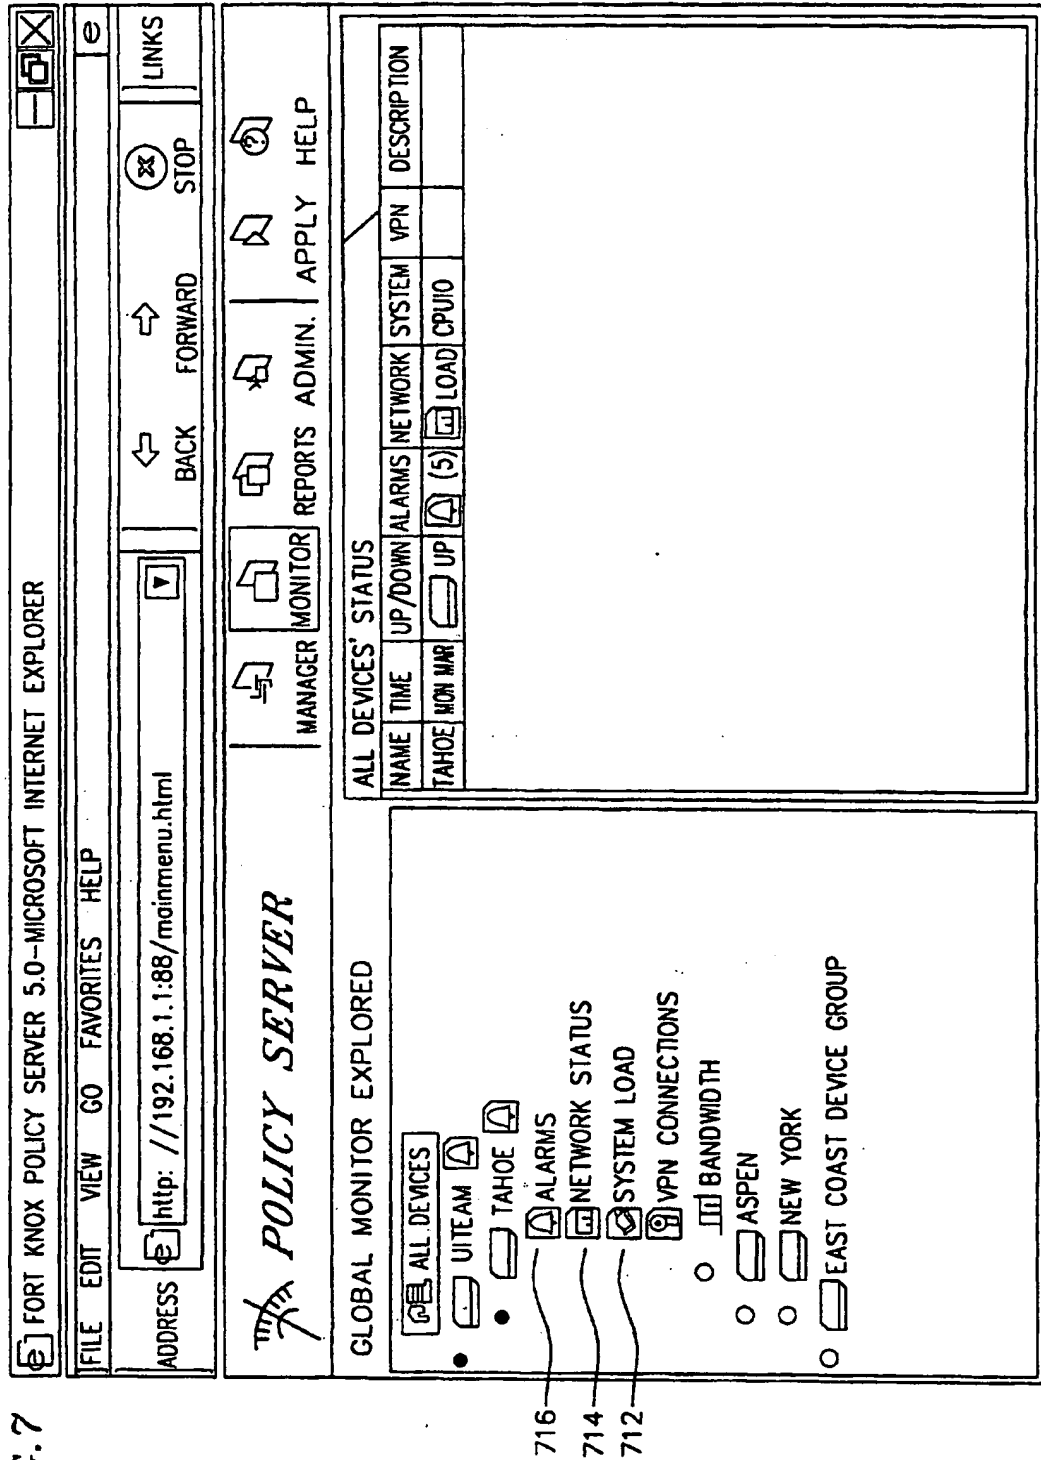 .7
FORT KNOX POLICY SERVER 5.0-MICROSOFT INTERNET EXPLORER
FILE EDIT VIEW GO FAVORITES HELP
ADDRESS http: //192.168.1.1:88/mainmenu.html BACK FORWARD STOP LINKS
POLICY SERVER MANAGER MONITOR REPORTS ADMIN. APPLY HELP
GLOBAL MONITOR EXPLORED
ALL DEVICES
UITEAM
TAHOE
716 ALARMS
714 NETWORK STATUS
712 SYSTEM LOAD
VPN CONNECTIONS
BANDWIDTH
ASPEN
NEW YORK
EAST COAST DEVICE GROUP
ALL DEVICES' STATUS
NAME TIME UP/DOWN ALARMS NETWORK SYSTEM VPN DESCRIPTION
TAHOE MON MAR UP (5) LOAD CPUIO